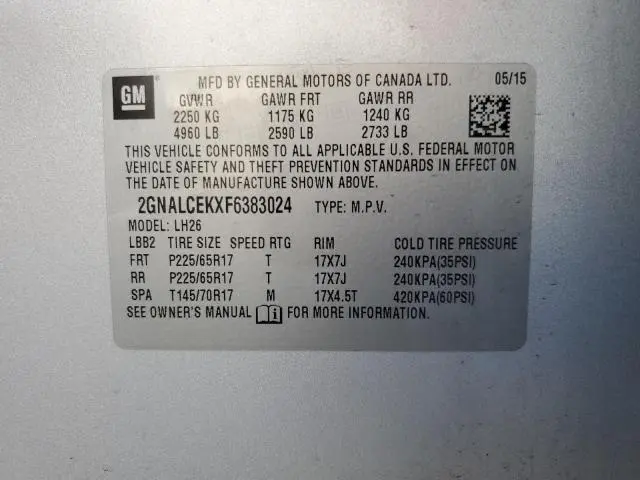 MFD BY GENERAL MOTORS OF CANADA LTD. 05/15
GM
GVWR GAWR FRT GAWR RR
2250 KG 1175 KG 1240 KG
4960 LB 2590 LB 2733 LB
THIS VEHICLE CONFORMS TO ALL APPLICABLE U.S. FEDERAL MOTOR
VEHICLE SAFETY AND THEFT PREVENTION STANDARDS IN EFFECT ON
THE DATE OF MANUFACTURE SHOWN ABOVE.
2GNALCEKXF6383024 TYPE: M.P.V.
MODEL: LH26
LBB2 TIRE SIZE SPEED RTG RIM COLD TIRE PRESSURE
FRT P225/65R17 T 17X7J 240KPA(35PSI)
RR P225/65R17 T 17X7J 240KPA(35PSI)
SPA T145/70R17 M 17X4.5T 420KPA(60PSI)
SEE OWNER'S MANUAL FOR MORE INFORMATION.